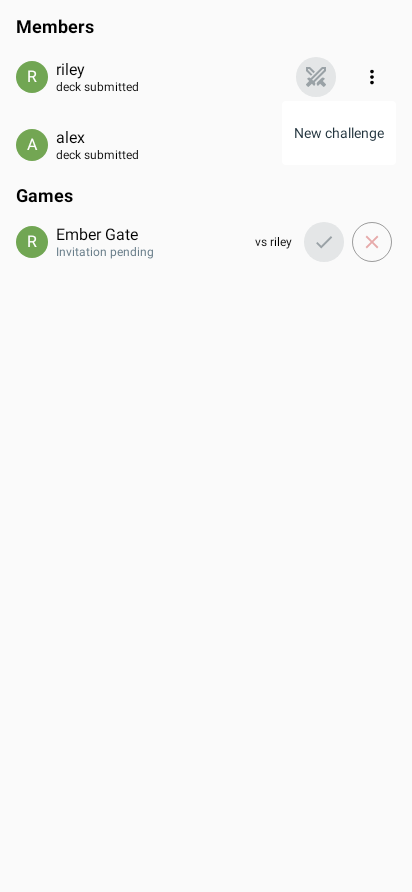 Members
R
riley
deck submitted
New challenge
A
alex
deck submitted
Games
R
Ember Gate
Invitation pending
vs riley